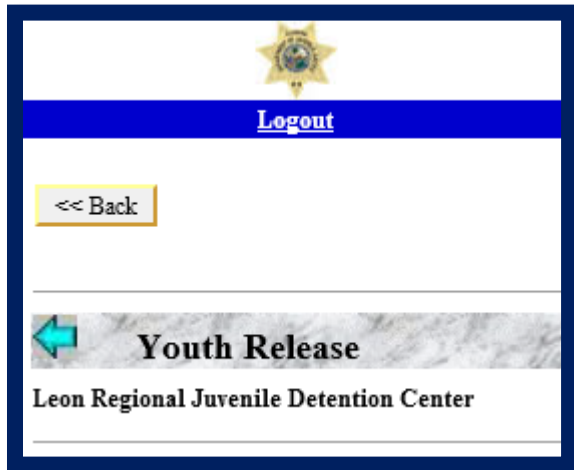 Logout
<< Back
Youth Release
Leon Regional Juvenile Detention Center